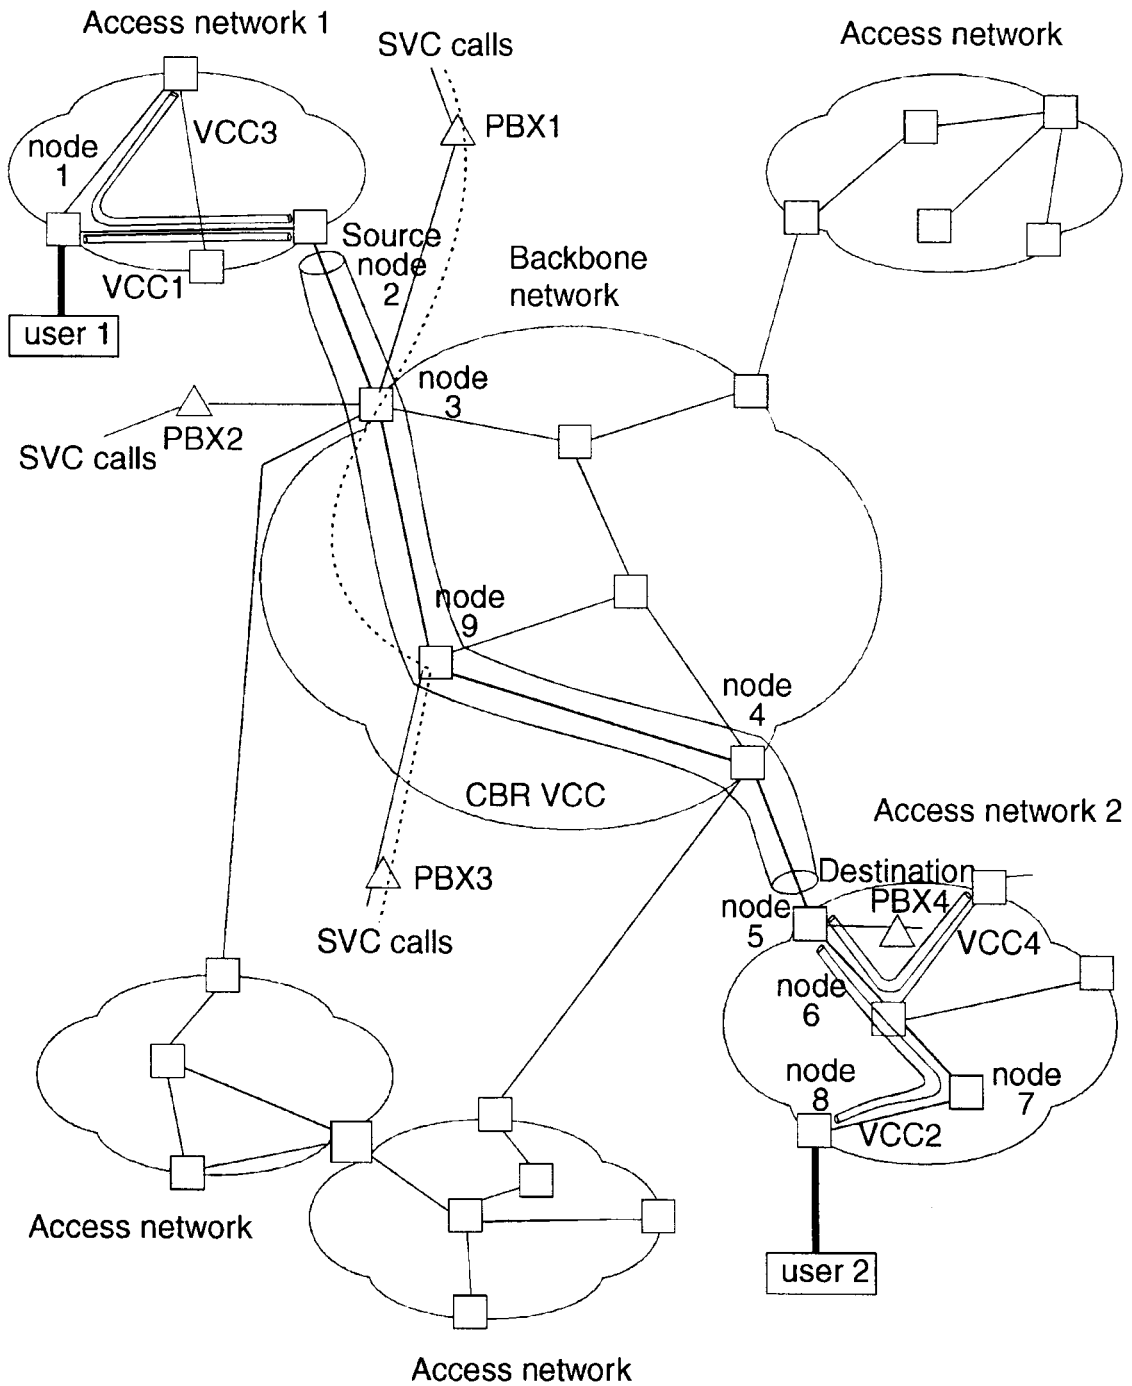 Access network 1
SVC calls
Access network
PBX1
VCC3
node
1
Source
node
2
Backbone
network
VCC1
user 1
node
3
PBX2
SVC calls
node
9
node
4
CBR VCC
Access network 2
PBX3
Destination
PBX4
node
5
VCC4
SVC calls
node
6
node
8
node
7
VCC2
Access network
user 2
Access network